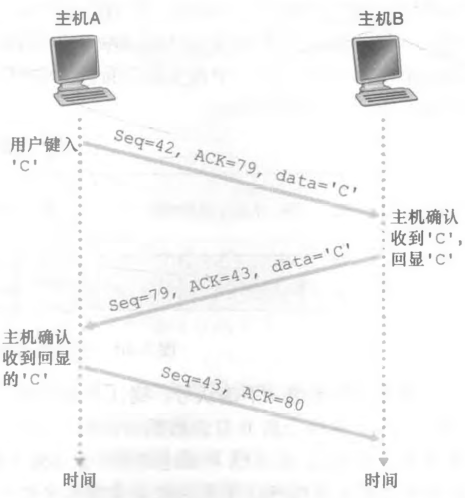 主机A
主机B
用户键入
'C'
Seq=42, ACK=79, data='C'
主机确认
收到'C',
回显'C'
Seq=79, ACK=43, data='C'
主机确认
收到回显
的'C'
Seq=43, ACK=80
时间
时间